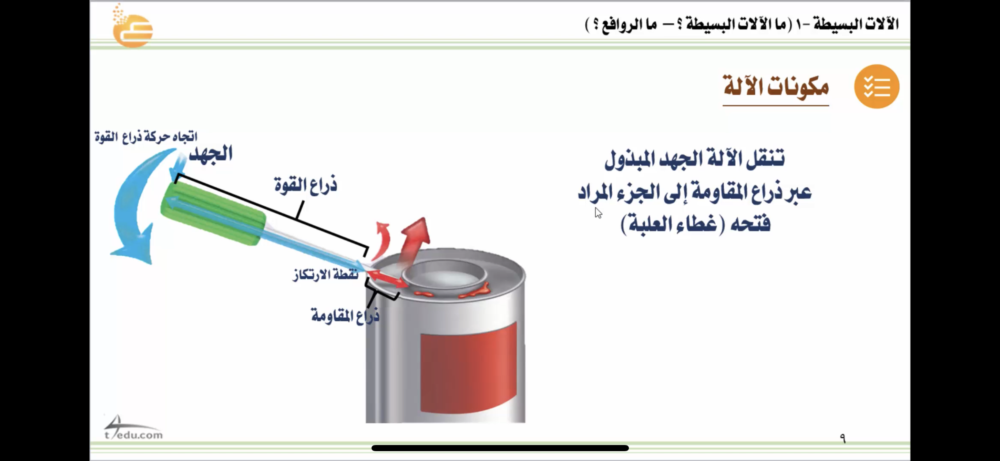 الآلات البسيطة -١ (ما الآلات البسيطة ؟ – ما الروافع ؟ )
مكونات الآلة
تنقل الآلة الجهد المبذول
عبر ذراع المقاومة إلى الجزء المراد
فتحه (غطاء العلبة)
اتجاه حركة ذراع القوة
الجهد
ذراع القوة
نقطة الارتكاز
ذراع المقاومة
t4edu.com
٩